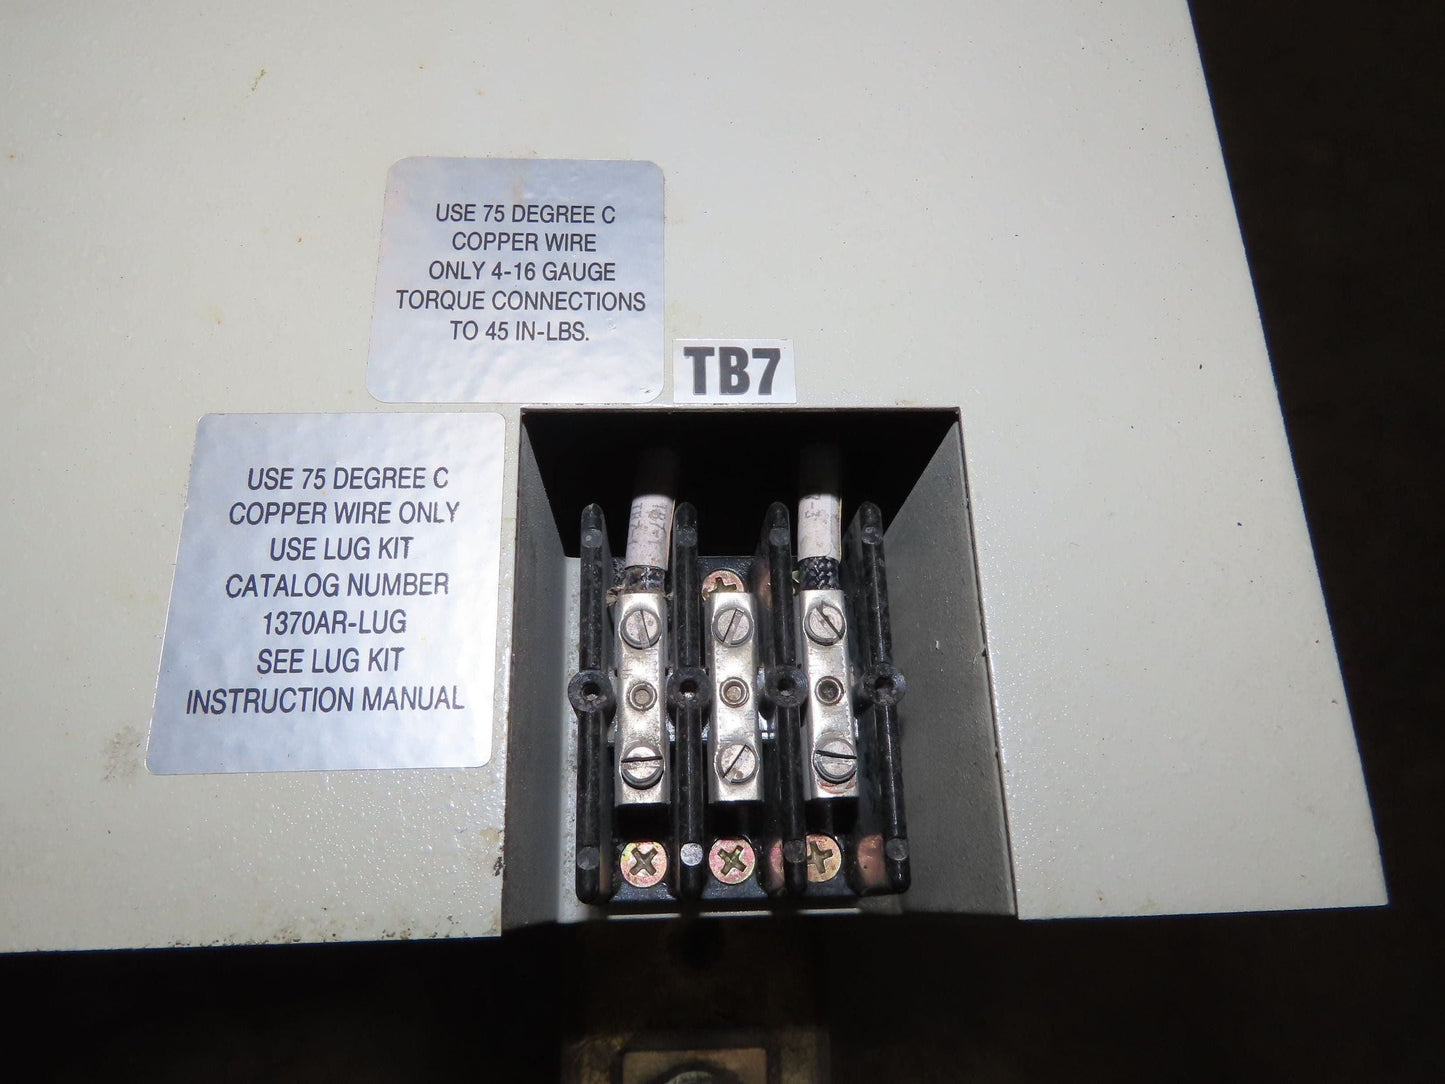 USE 75 DEGREE C
COPPER WIRE
ONLY 4-16 GAUGE
TORQUE CONNECTIONS
TO 45 IN-LBS.
TB7
USE 75 DEGREE C
COPPER WIRE ONLY
USE LUG KIT
CATALOG NUMBER
1370AR-LUG
SEE LUG KIT
INSTRUCTION MANUAL